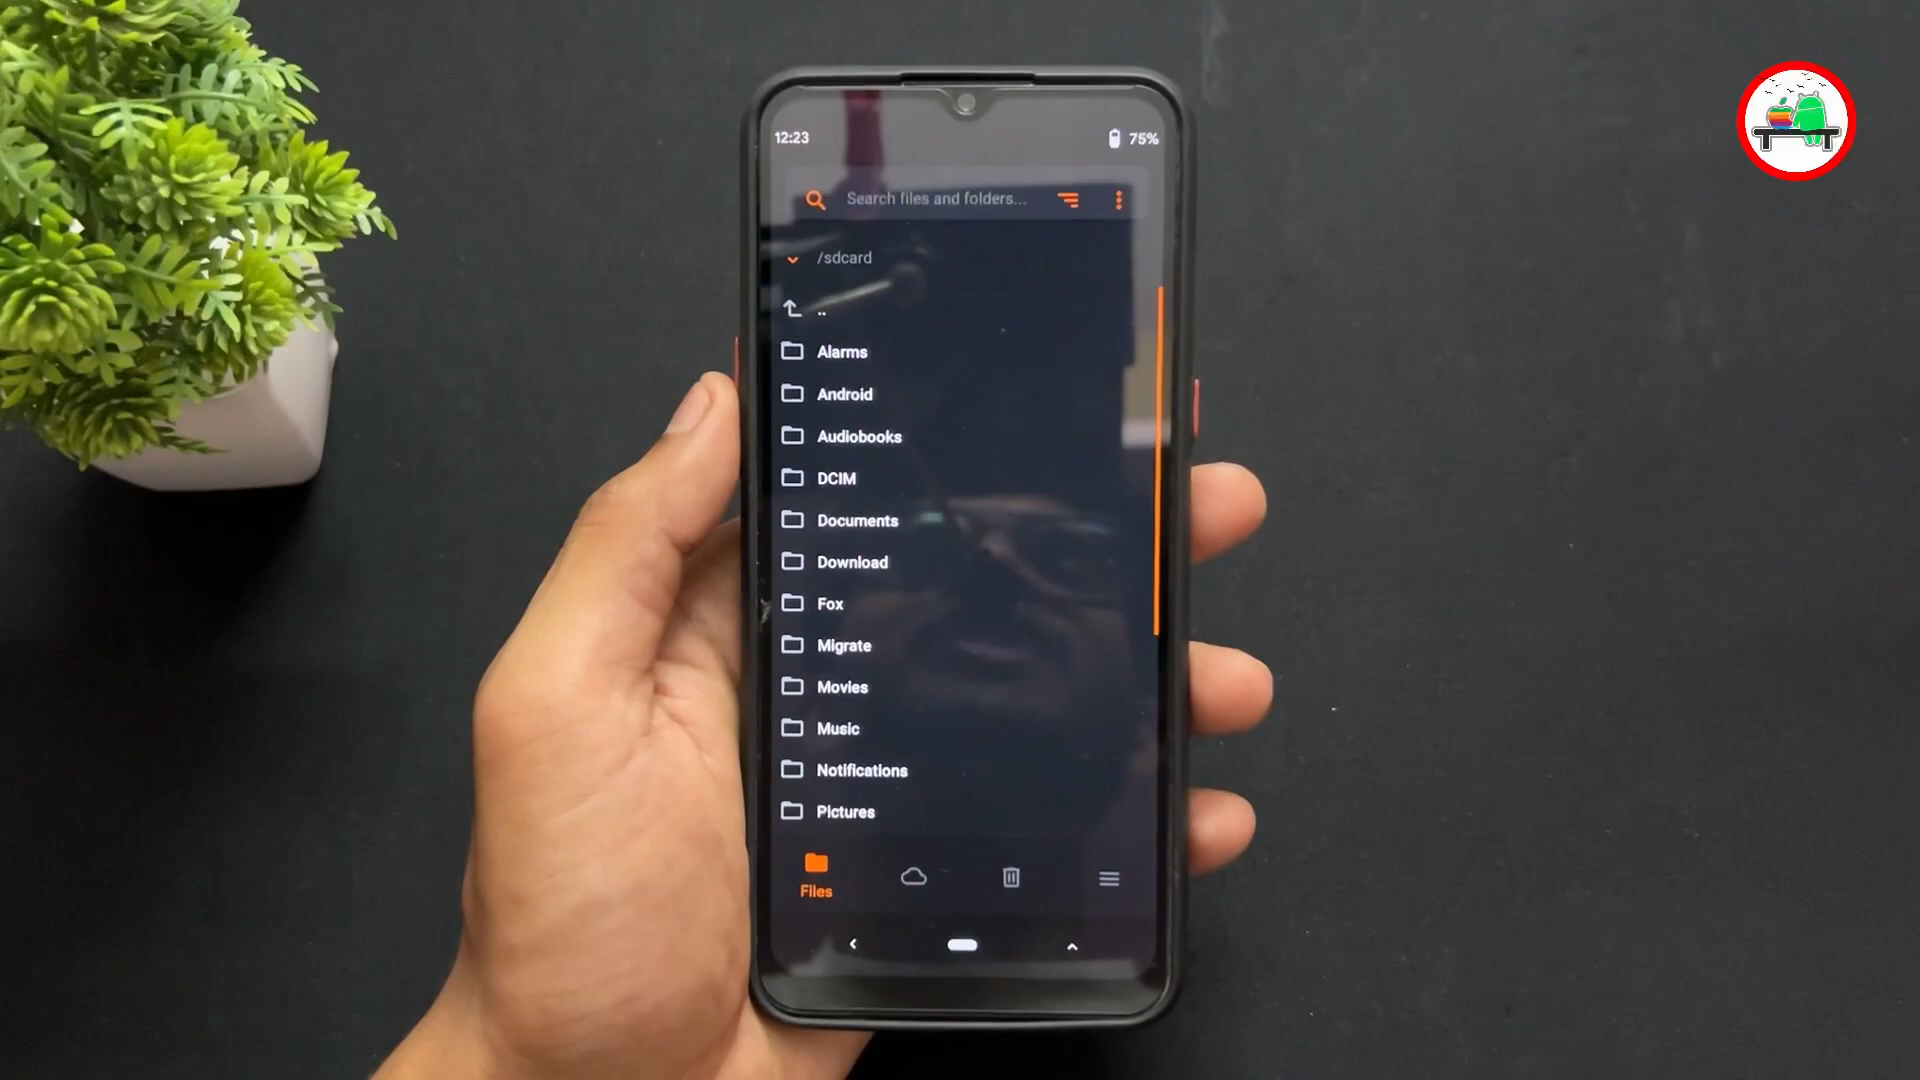 12:23
75%
Search files and folders...
/sdcard
..
Alarms
Android
Audiobooks
DCIM
Documents
Download
Fox
Migrate
Movies
Music
Notifications
Pictures
Files